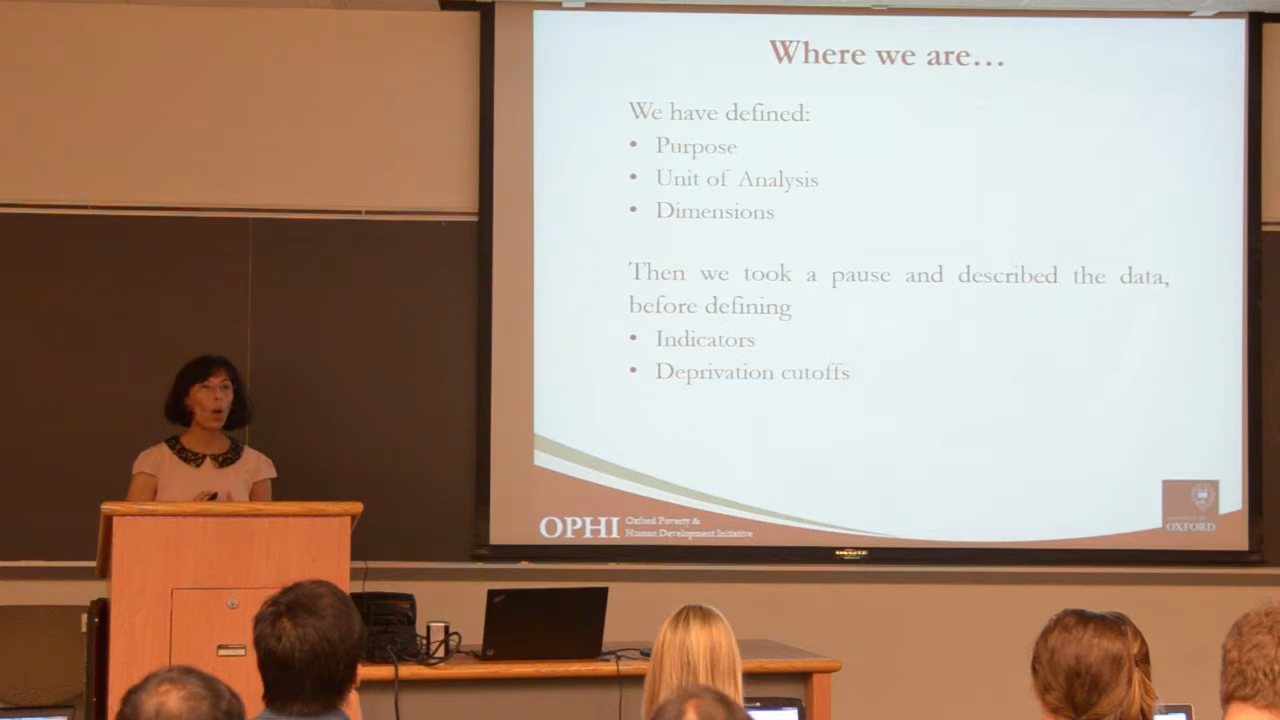 Where we are...
We have defined:
• Purpose
• Unit of Analysis
• Dimensions
Then we took a pause and described the data,
before defining
• Indicators
• Deprivation cutoffs
OPHI
Oxford Poverty &
Human Development Initiative
OXFORD